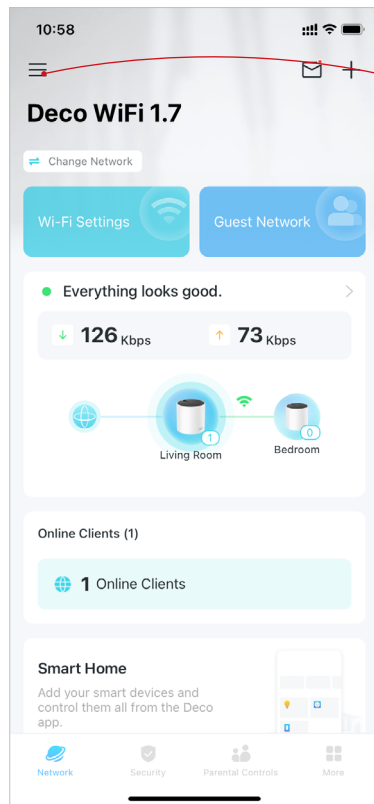 10:58
Deco WiFi 1.7
Change Network
Wi-Fi Settings
Guest Network
Everything looks good.
126 Kbps
73 Kbps
1
0
Living Room
Bedroom
Online Clients (1)
1 Online Clients
Smart Home
Add your smart devices and
control them all from the Deco
app.
Network
Security
Parental Controls
More